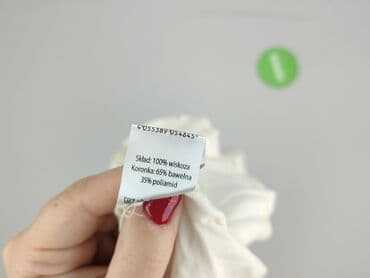 Skład: 100% wiskoza
Koronka: 65% bawełna
35% poliamid